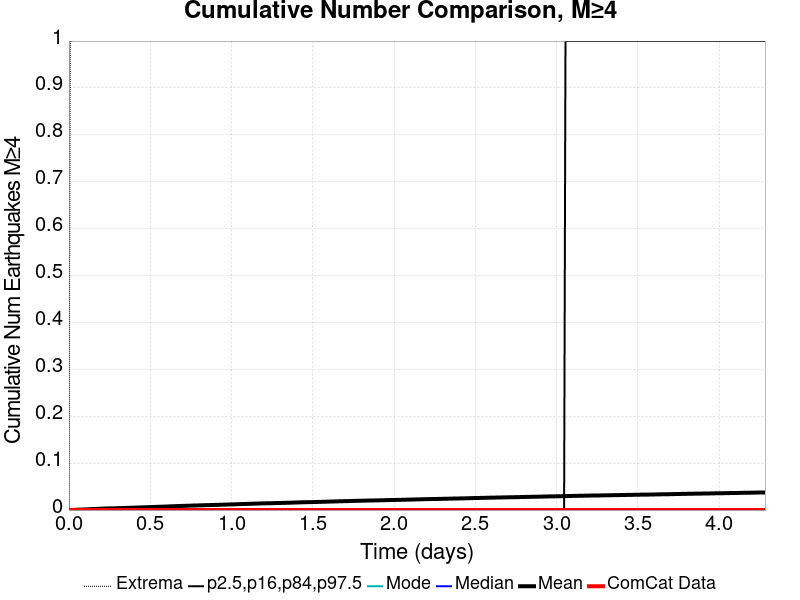 Cumulative Number Comparison, M≥4
Cumulative Num Earthquakes M≥4
1
0.9
0.8
0.7
0.6
0.5
0.4
0.3
0.2
0.1
0
0.0 0.5 1.0 1.5 2.0 2.5 3.0 3.5 4.0
Time (days)
Extrema p2.5,p16,p84,p97.5 Mode Median Mean ComCat Data